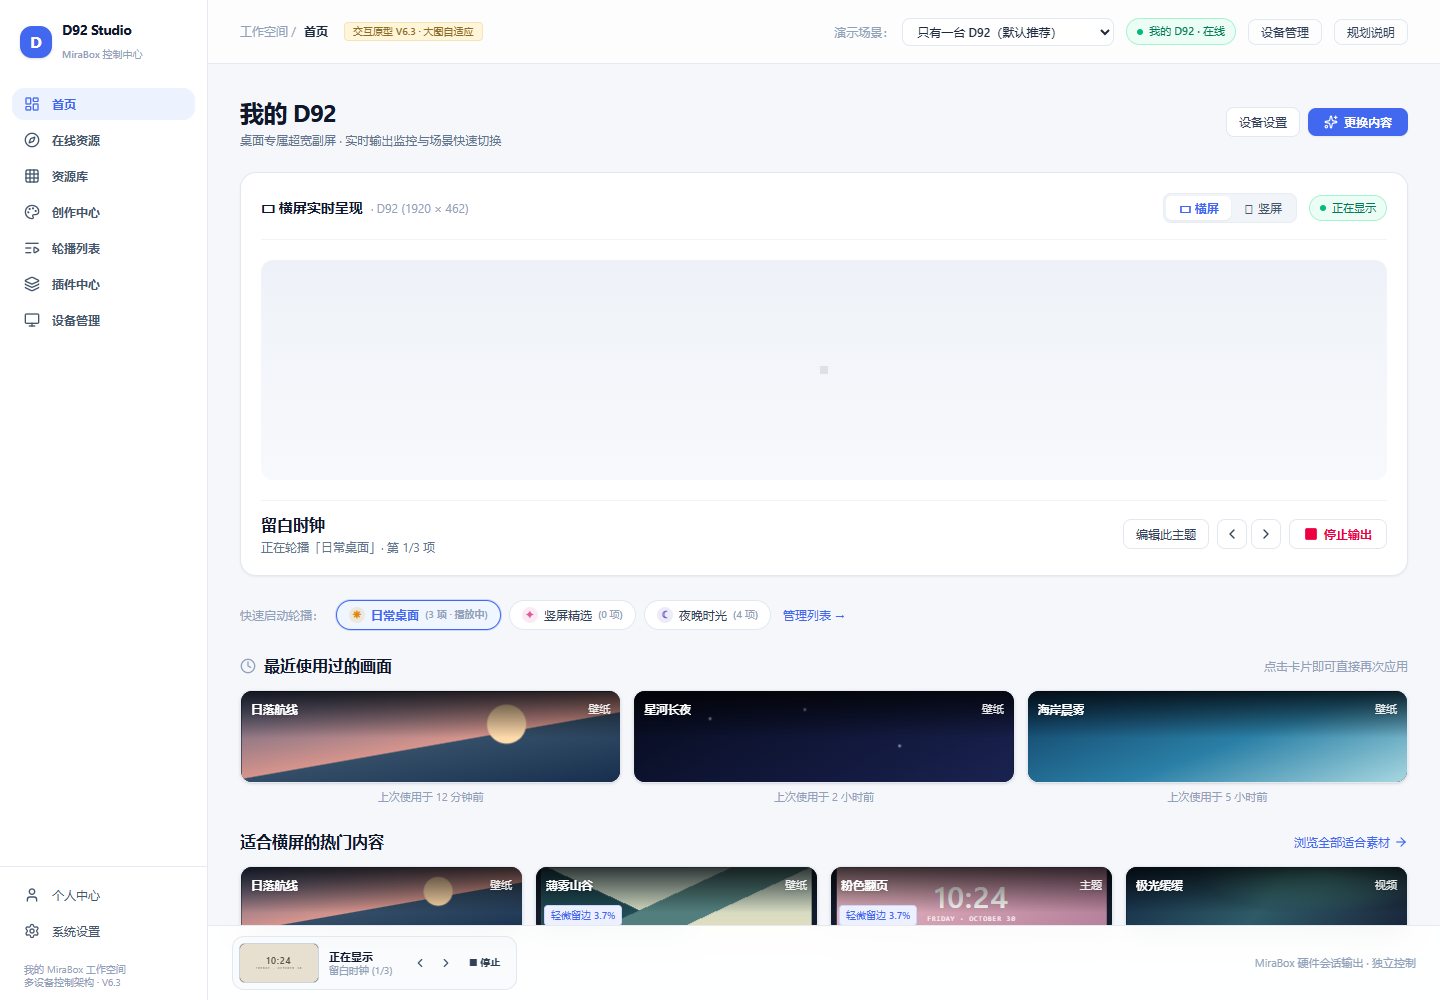 D D92 Studio
MiraBox 控制中心
首页
在线资源
资源库
创作中心
轮播列表
插件中心
设备管理
个人中心
系统设置
我的 MiraBox 工作空间
多设备控制架构 · V6.3
工作空间 / 首页 交互原型 V6.3 · 大图自适应
演示场景： 只有一台 D92（默认推荐） 我的 D92 · 在线 设备管理 规划说明
我的 D92
桌面专属超宽副屏 · 实时输出监控与场景快速切换
设备设置 更换内容
横屏实时呈现 · D92 (1920 × 462)
横屏 竖屏 正在显示
留白时钟
正在轮播「日常桌面」 · 第 1/3 项
编辑此主题 停止输出
快速启动轮播： 日常桌面 (3 项 · 播放中) 竖屏精选 (0 项) 夜晚时光 (4 项) 管理列表 →
最近使用过的画面 点击卡片即可直接再次应用
日落航线 壁纸 星河长夜 壁纸 海岸晨雾 壁纸
上次使用于 12 分钟前 上次使用于 2 小时前 上次使用于 5 小时前
适合横屏的热门内容 浏览全部适合素材 →
日落航线 壁纸 薄雾山谷 壁纸 粉色翻页 主题 极光缓缓 视频
轻微留边 3.7% 轻微留边 3.7% 10:24
FRIDAY · OCTOBER 30
10:24 正在显示
留白时钟 (1/3)
停止
MiraBox 硬件会话输出 · 独立控制